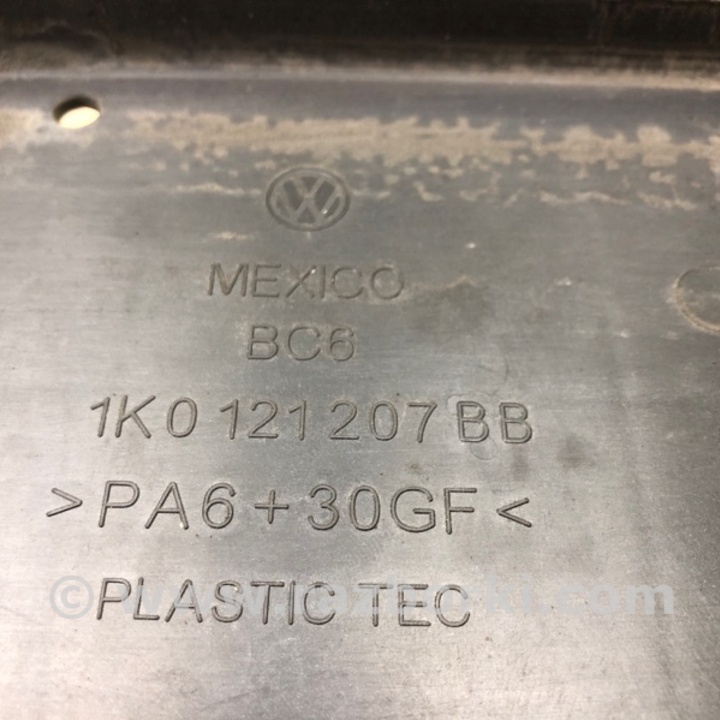 MEXICO
BC6
1K0 121 207 BB
>PA6+30GF<
PLASTIC TEC